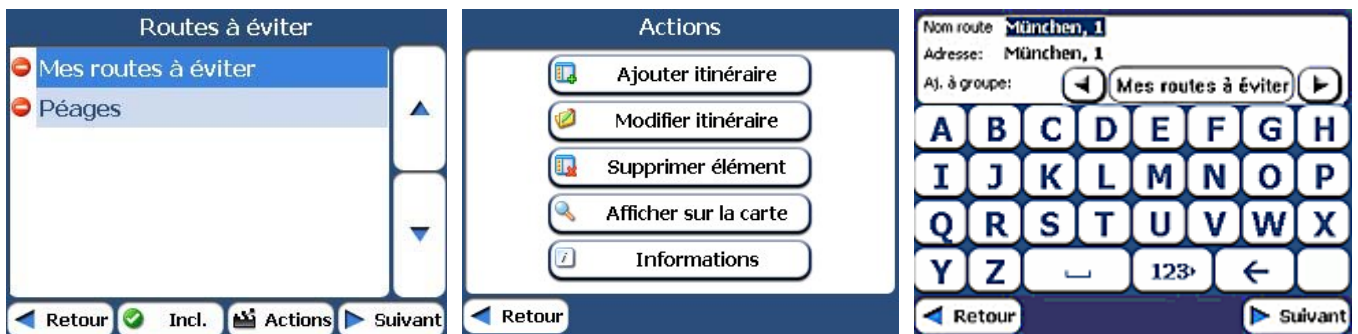 Routes à éviter
Mes routes à éviter
Péages
Retour Incl. Actions Suivant
Actions
Ajouter itinéraire
Modifier itinéraire
Supprimer élément
Afficher sur la carte
Informations
Retour
Nom route München, 1
Adresse: München, 1
Aj. à groupe: Mes routes à éviter
A B C D E F G H
I J K L M N O P
Q R S T U V W X
Y Z 123
Retour Suivant